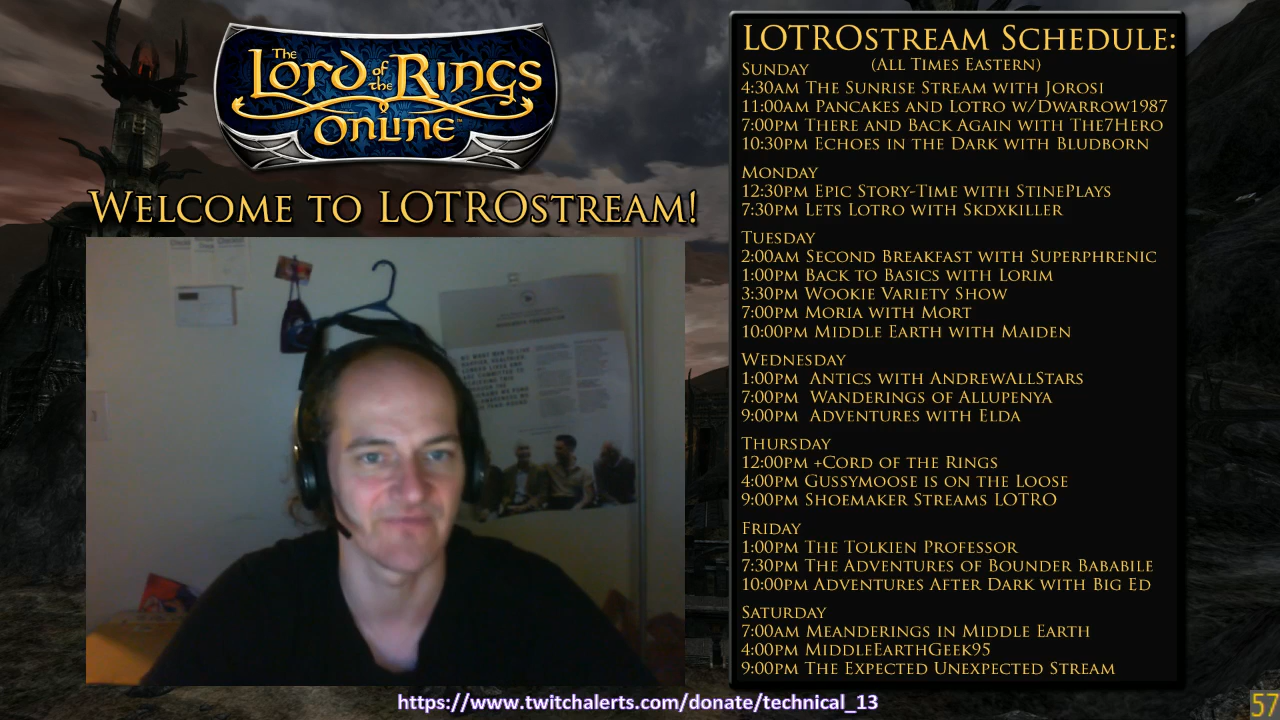 The
Lord of the Rings
Online™
Welcome to LOTROstream!
LOTROstream Schedule:
(All Times Eastern)
Sunday
4:30am The Sunrise Stream with Jorosi
11:00am Pancakes and Lotro w/Dwarrow1987
7:00pm There and Back Again with The7Hero
10:30pm Echoes in the Dark with Bludborn
Monday
12:30pm Epic Story-Time with StinePlays
7:30pm Lets Lotro with Skdxkiller
Tuesday
2:00am Second Breakfast with Superphrenic
1:00pm Back to Basics with Lorim
3:30pm Wookie Variety Show
7:00pm Moria with Mort
10:00pm Middle Earth with Maiden
Wednesday
1:00pm Antics with AndrewAllStars
7:00pm Wanderings of Allupenya
9:00pm Adventures with Elda
Thursday
12:00pm +Cord of the Rings
4:00pm Gussymoose is on the Loose
9:00pm Shoemaker Streams LOTRO
Friday
1:00pm The Tolkien Professor
7:30pm The Adventures of Bounder Bababile
10:00pm Adventures After Dark with Big Ed
Saturday
7:00am Meanderings in Middle Earth
4:00pm MiddleEarthGeek95
9:00pm The Expected Unexpected Stream
https://www.twitchalerts.com/donate/technical_13
57